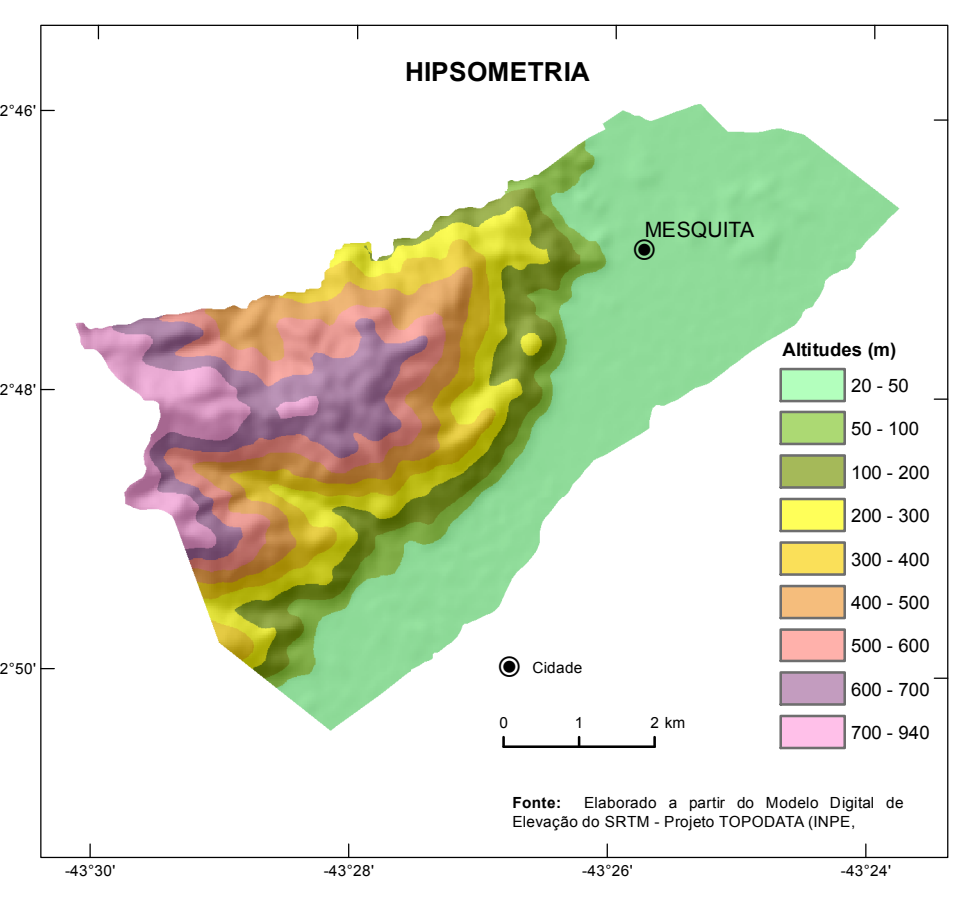 HIPSOMETRIA
2°46'
MESQUITA
Altitudes (m)
20 - 50
2°48'
50 - 100
100 - 200
200 - 300
300 - 400
400 - 500
500 - 600
2°50'
Cidade
600 - 700
0 1 2 km
700 - 940
Fonte: Elaborado a partir do Modelo Digital de
Elevação do SRTM - Projeto TOPODATA (INPE,
-43°30' -43°28' -43°26' -43°24'